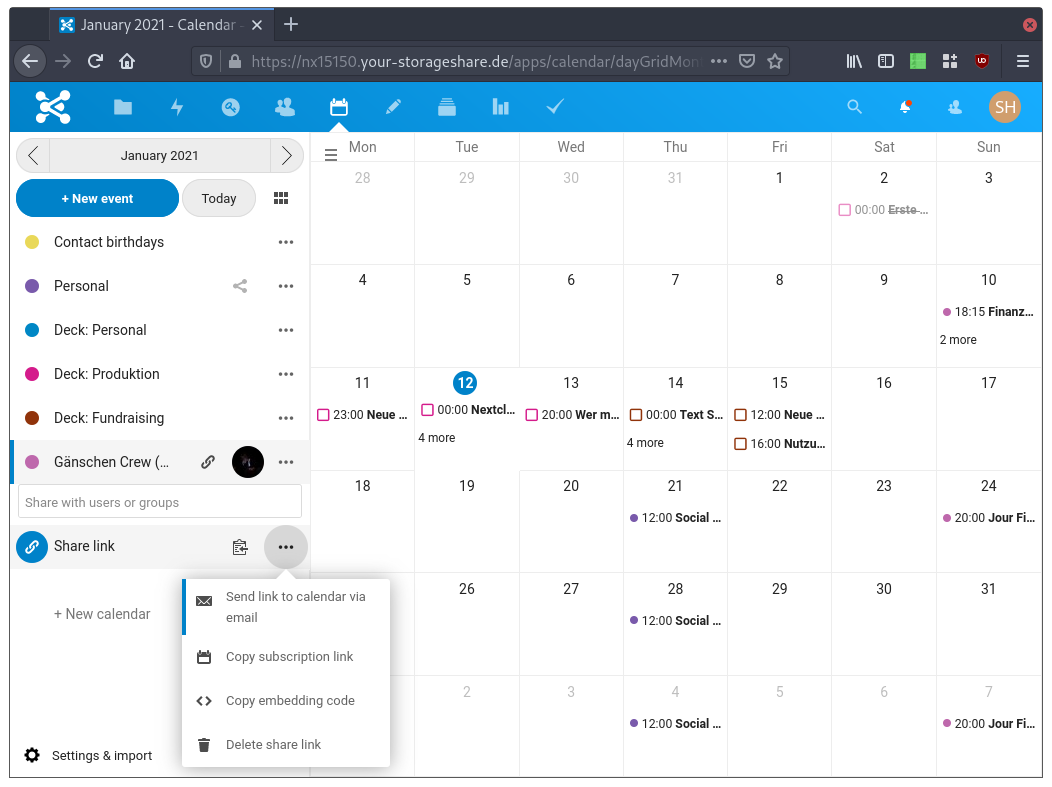 January 2021 - Calendar -
https://nx15150.your-storageshare.de/apps/calendar/dayGridMon
SH
January 2021
+ New event
Today
Contact birthdays
Personal
Deck: Personal
Deck: Produktion
Deck: Fundraising
Gänschen Crew (...
Share with users or groups
Share link
+ New calendar
Send link to calendar via
email
Copy subscription link
Copy embedding code
Delete share link
Settings & import
Mon Tue Wed Thu Fri Sat Sun
28 29 30 31 1 2 3
00:00 Erste-...
4 5 6 7 8 9 10
18:15 Finanz...
2 more
11 12 13 14 15 16 17
23:00 Neue ... 00:00 Nextcl... 20:00 Wer m... 00:00 Text S... 12:00 Neue ...
4 more 4 more 16:00 Nutzu...
18 19 20 21 22 23 24
12:00 Social ... 20:00 Jour Fi...
26 27 28 29 30 31
12:00 Social ...
2 3 4 5 6 7
12:00 Social ... 20:00 Jour Fi...